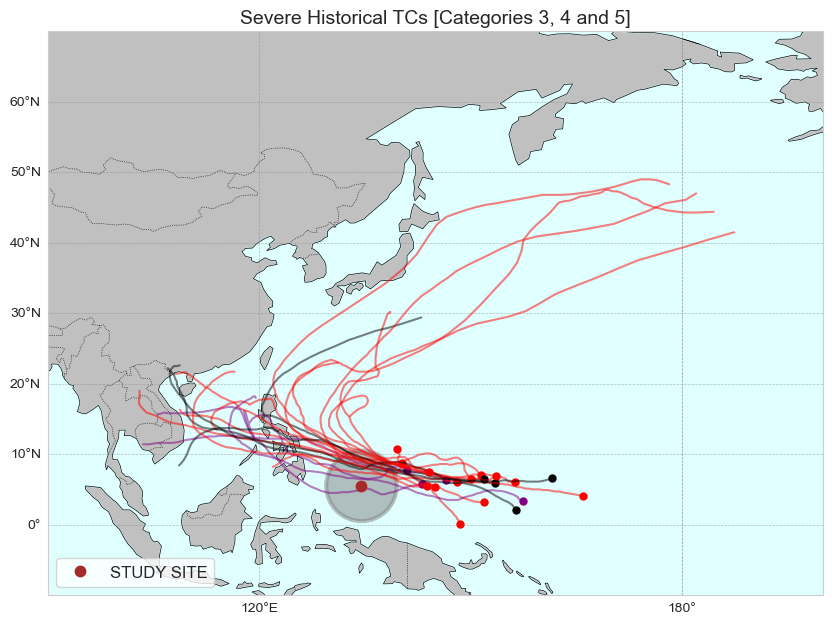 Severe Historical TCs [Categories 3, 4 and 5]
60°N
50°N
40°N
30°N
20°N
10°N
0°
STUDY SITE
120°E
180°